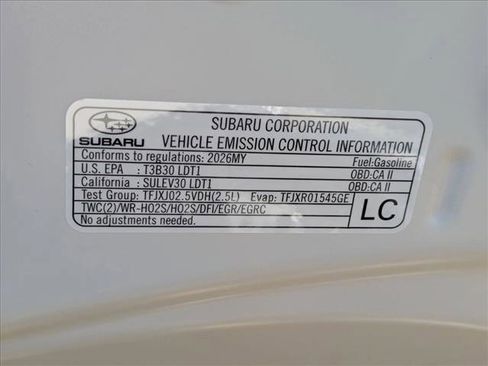 SUBARU
SUBARU CORPORATION
VEHICLE EMISSION CONTROL INFORMATION
Conforms to regulations: 2026MY Fuel:Gasoline
U.S. EPA : T3B30 LDT1 OBD:CA II
California : SULEV30 LDT1 OBD:CA II
Test Group: TFJXJ02.5VDH(2.5L) Evap: TFJXR01545GE
TWC(2)/WR-HO2S/HO2S/DFI/EGR/EGRC
No adjustments needed.
LC